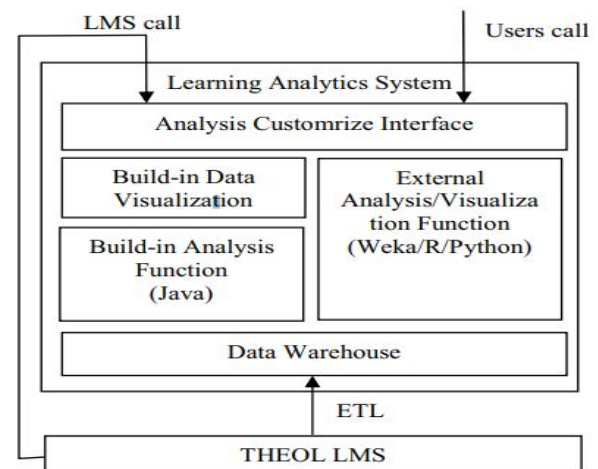 LMS call
Users call
Learning Analytics System
Analysis Customrize Interface
Build-in Data
Visualization
Build-in Analysis
Function
(Java)
External
Analysis/Visualiza
tion Function
(Weka/R/Python)
Data Warehouse
ETL
THEOL LMS